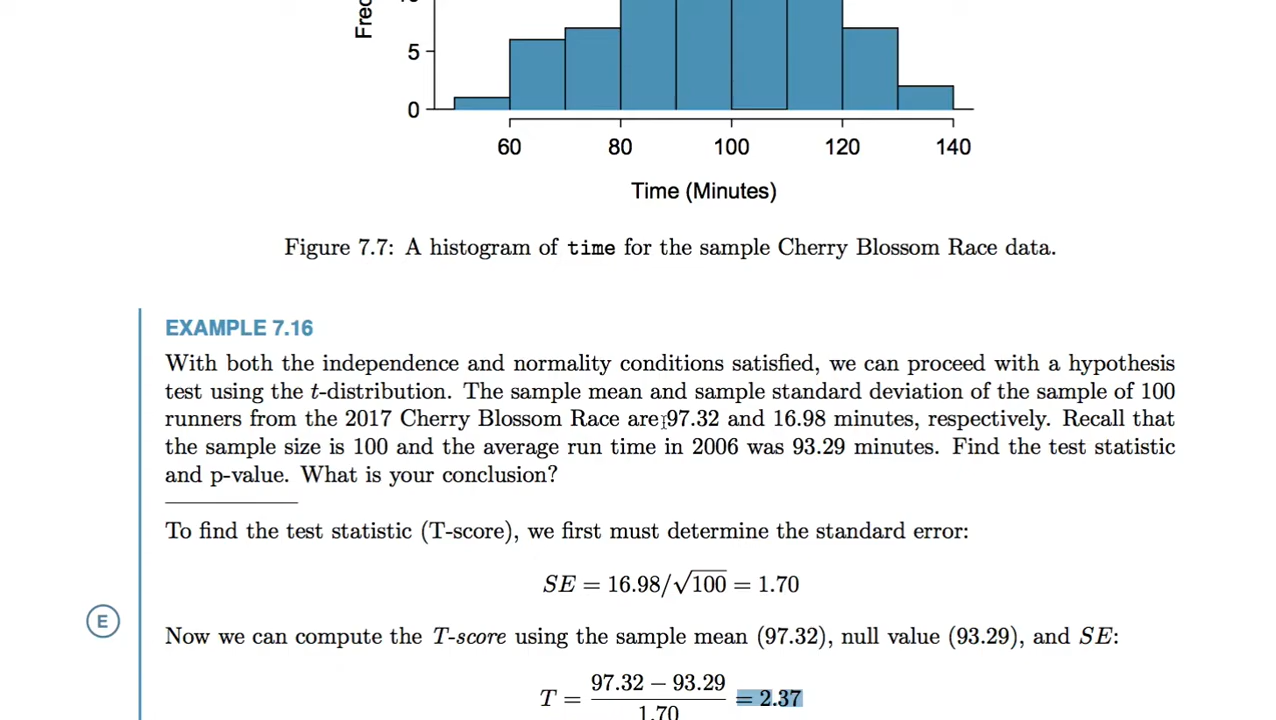 Freq
5
0
60 80 100 120 140
Time (Minutes)
Figure 7.7: A histogram of time for the sample Cherry Blossom Race data.
EXAMPLE 7.16
With both the independence and normality conditions satisfied, we can proceed with a hypothesis
test using the t-distribution. The sample mean and sample standard deviation of the sample of 100
runners from the 2017 Cherry Blossom Race are 97.32 and 16.98 minutes, respectively. Recall that
the sample size is 100 and the average run time in 2006 was 93.29 minutes. Find the test statistic
and p-value. What is your conclusion?
To find the test statistic (T-score), we first must determine the standard error:
SE = 16.98/√100 = 1.70
E
Now we can compute the T-score using the sample mean (97.32), null value (93.29), and SE:
T = (97.32 − 93.29)/1.70 = 2.37